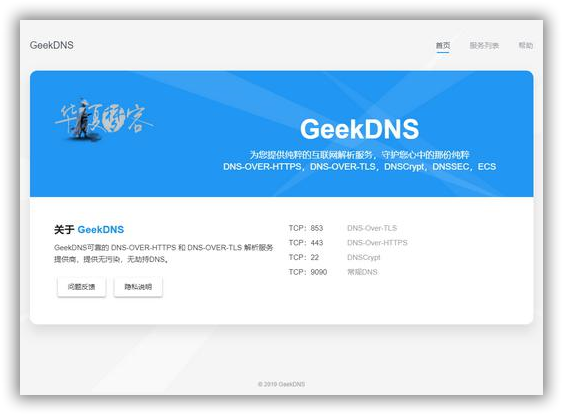 GeekDNS
首页 服务列表 帮助
华夏黑客
GeekDNS
为您提供纯粹的互联网解析服务，守护您心中的那份纯粹
DNS-OVER-HTTPS，DNS-OVER-TLS，DNSCrypt，DNSSEC，ECS
关于 GeekDNS
GeekDNS可靠的 DNS-OVER-HTTPS 和 DNS-OVER-TLS 解析服务
提供商，提供无污染，无劫持DNS。
问题反馈 隐私说明
TCP：853 DNS-Over-TLS
TCP：443 DNS-Over-HTTPS
TCP：22 DNSCrypt
TCP：9090 常规DNS
© 2019 GeekDNS